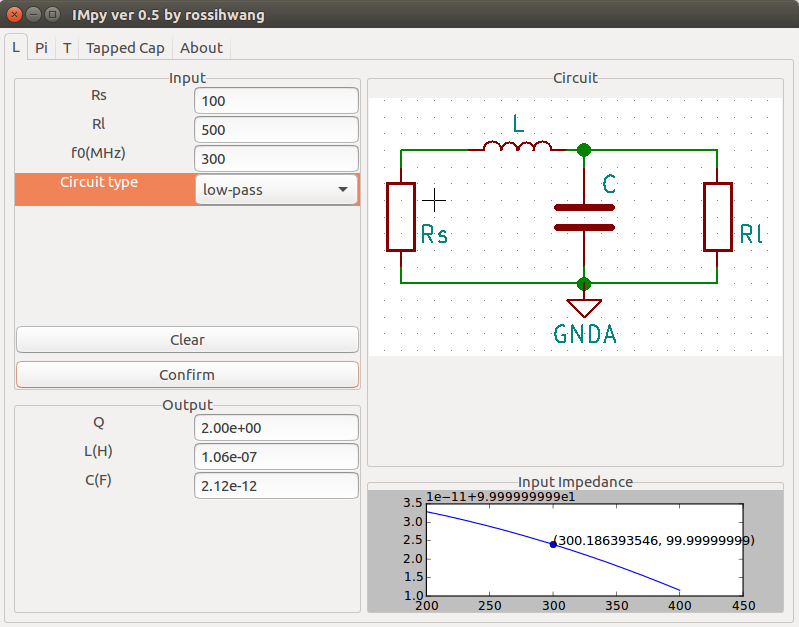 IMpy ver 0.5 by rossihwang
L Pi T Tapped Cap About
Input
Rs 100
Rl 500
f0(MHz) 300
Circuit type low-pass
Clear
Confirm
Output
Q 2.00e+00
L(H) 1.06e-07
C(F) 2.12e-12
Circuit
L
C
Rs
Rl
GNDA
Input Impedance
1e−11+9.999999999e1
3.5
3.0
2.5
2.0
1.5
1.0
(300.186393546, 99.99999999)
200 250 300 350 400 450